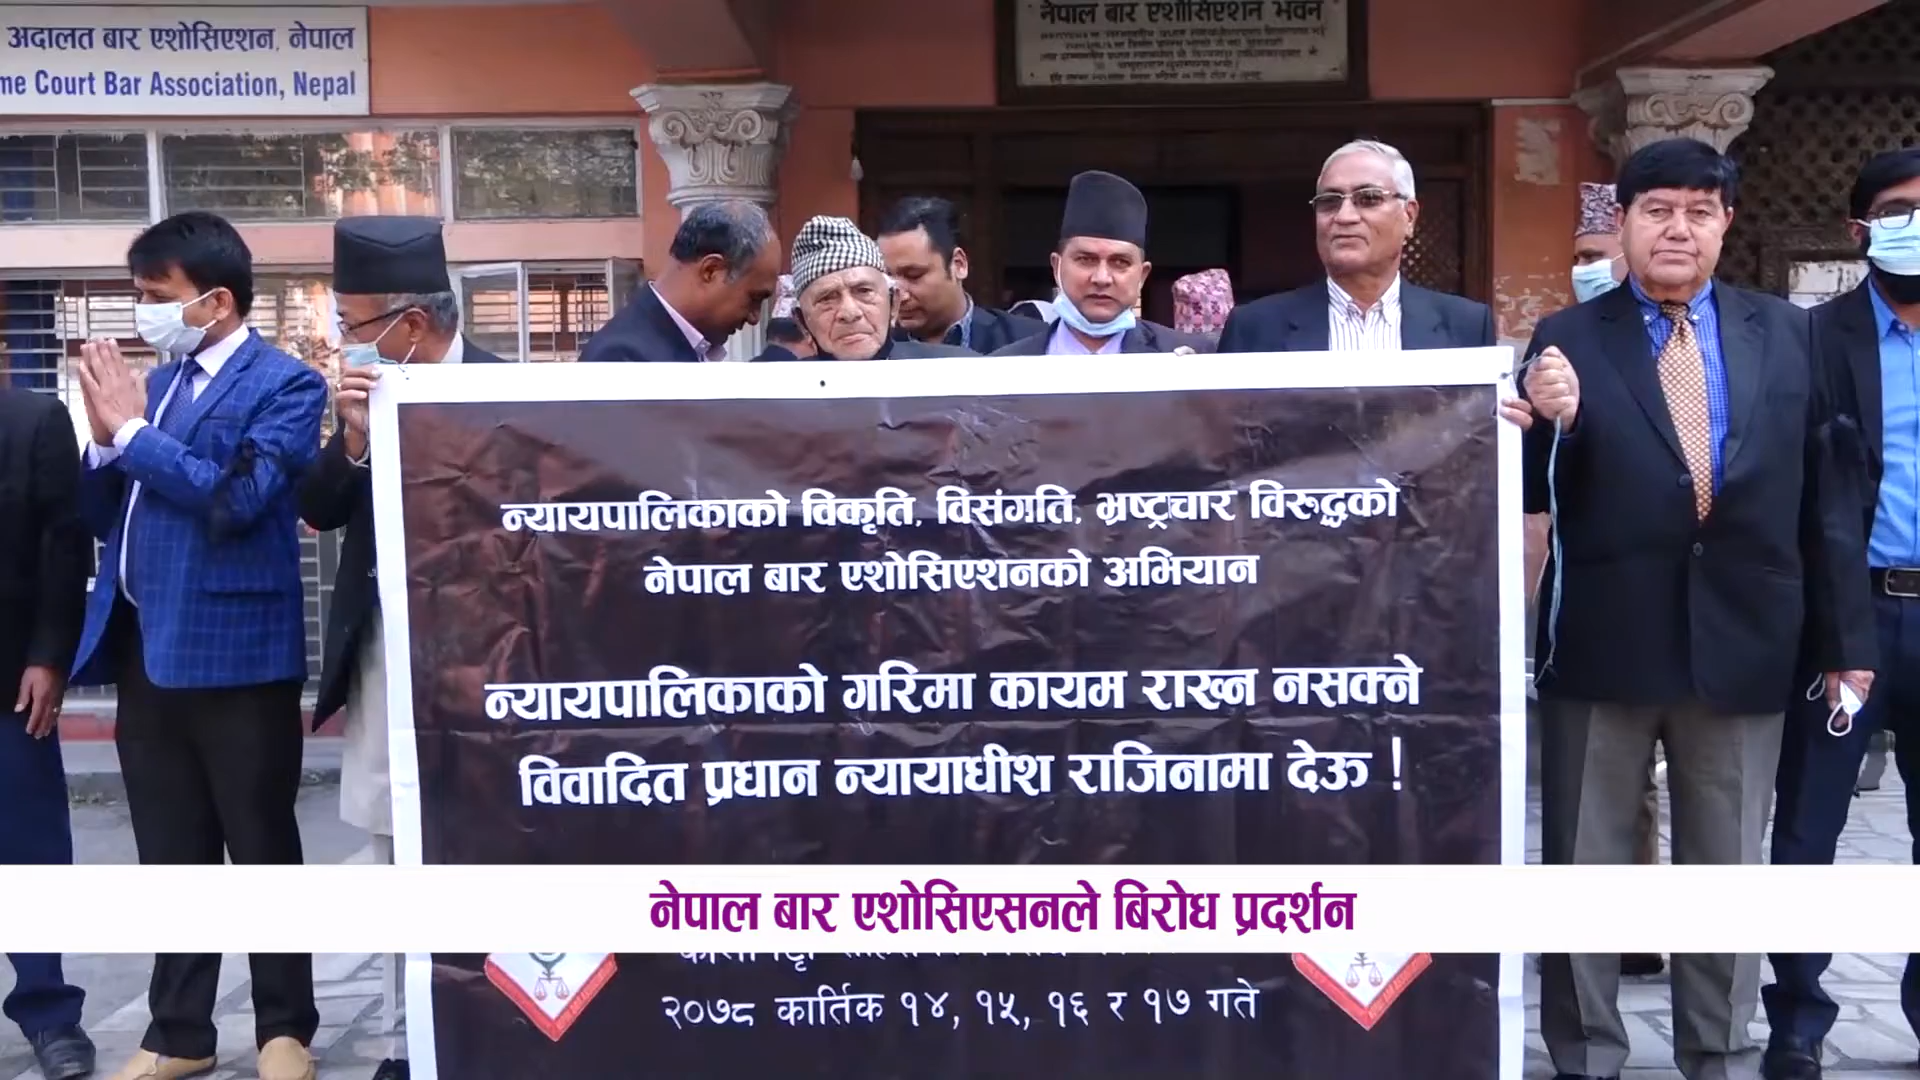 अदालत बार एशोसिएशन, नेपाल
me Court Bar Association, Nepal
नेपाल बार एशोसिएशन भवन
न्यायपालिकाको विकृति, विसंगति, भ्रष्ट्रचार विरुद्धको
नेपाल बार एशोसिएशनको अभियान
न्यायपालिकाको गरिमा कायम राख्न नसक्ने
विवादित प्रधान न्यायाधीश राजिनामा देऊ !
नेपाल बार एशोसिएसनले बिरोध प्रदर्शन
२०७८ कार्तिक १४, १५, १६ र १७ गते